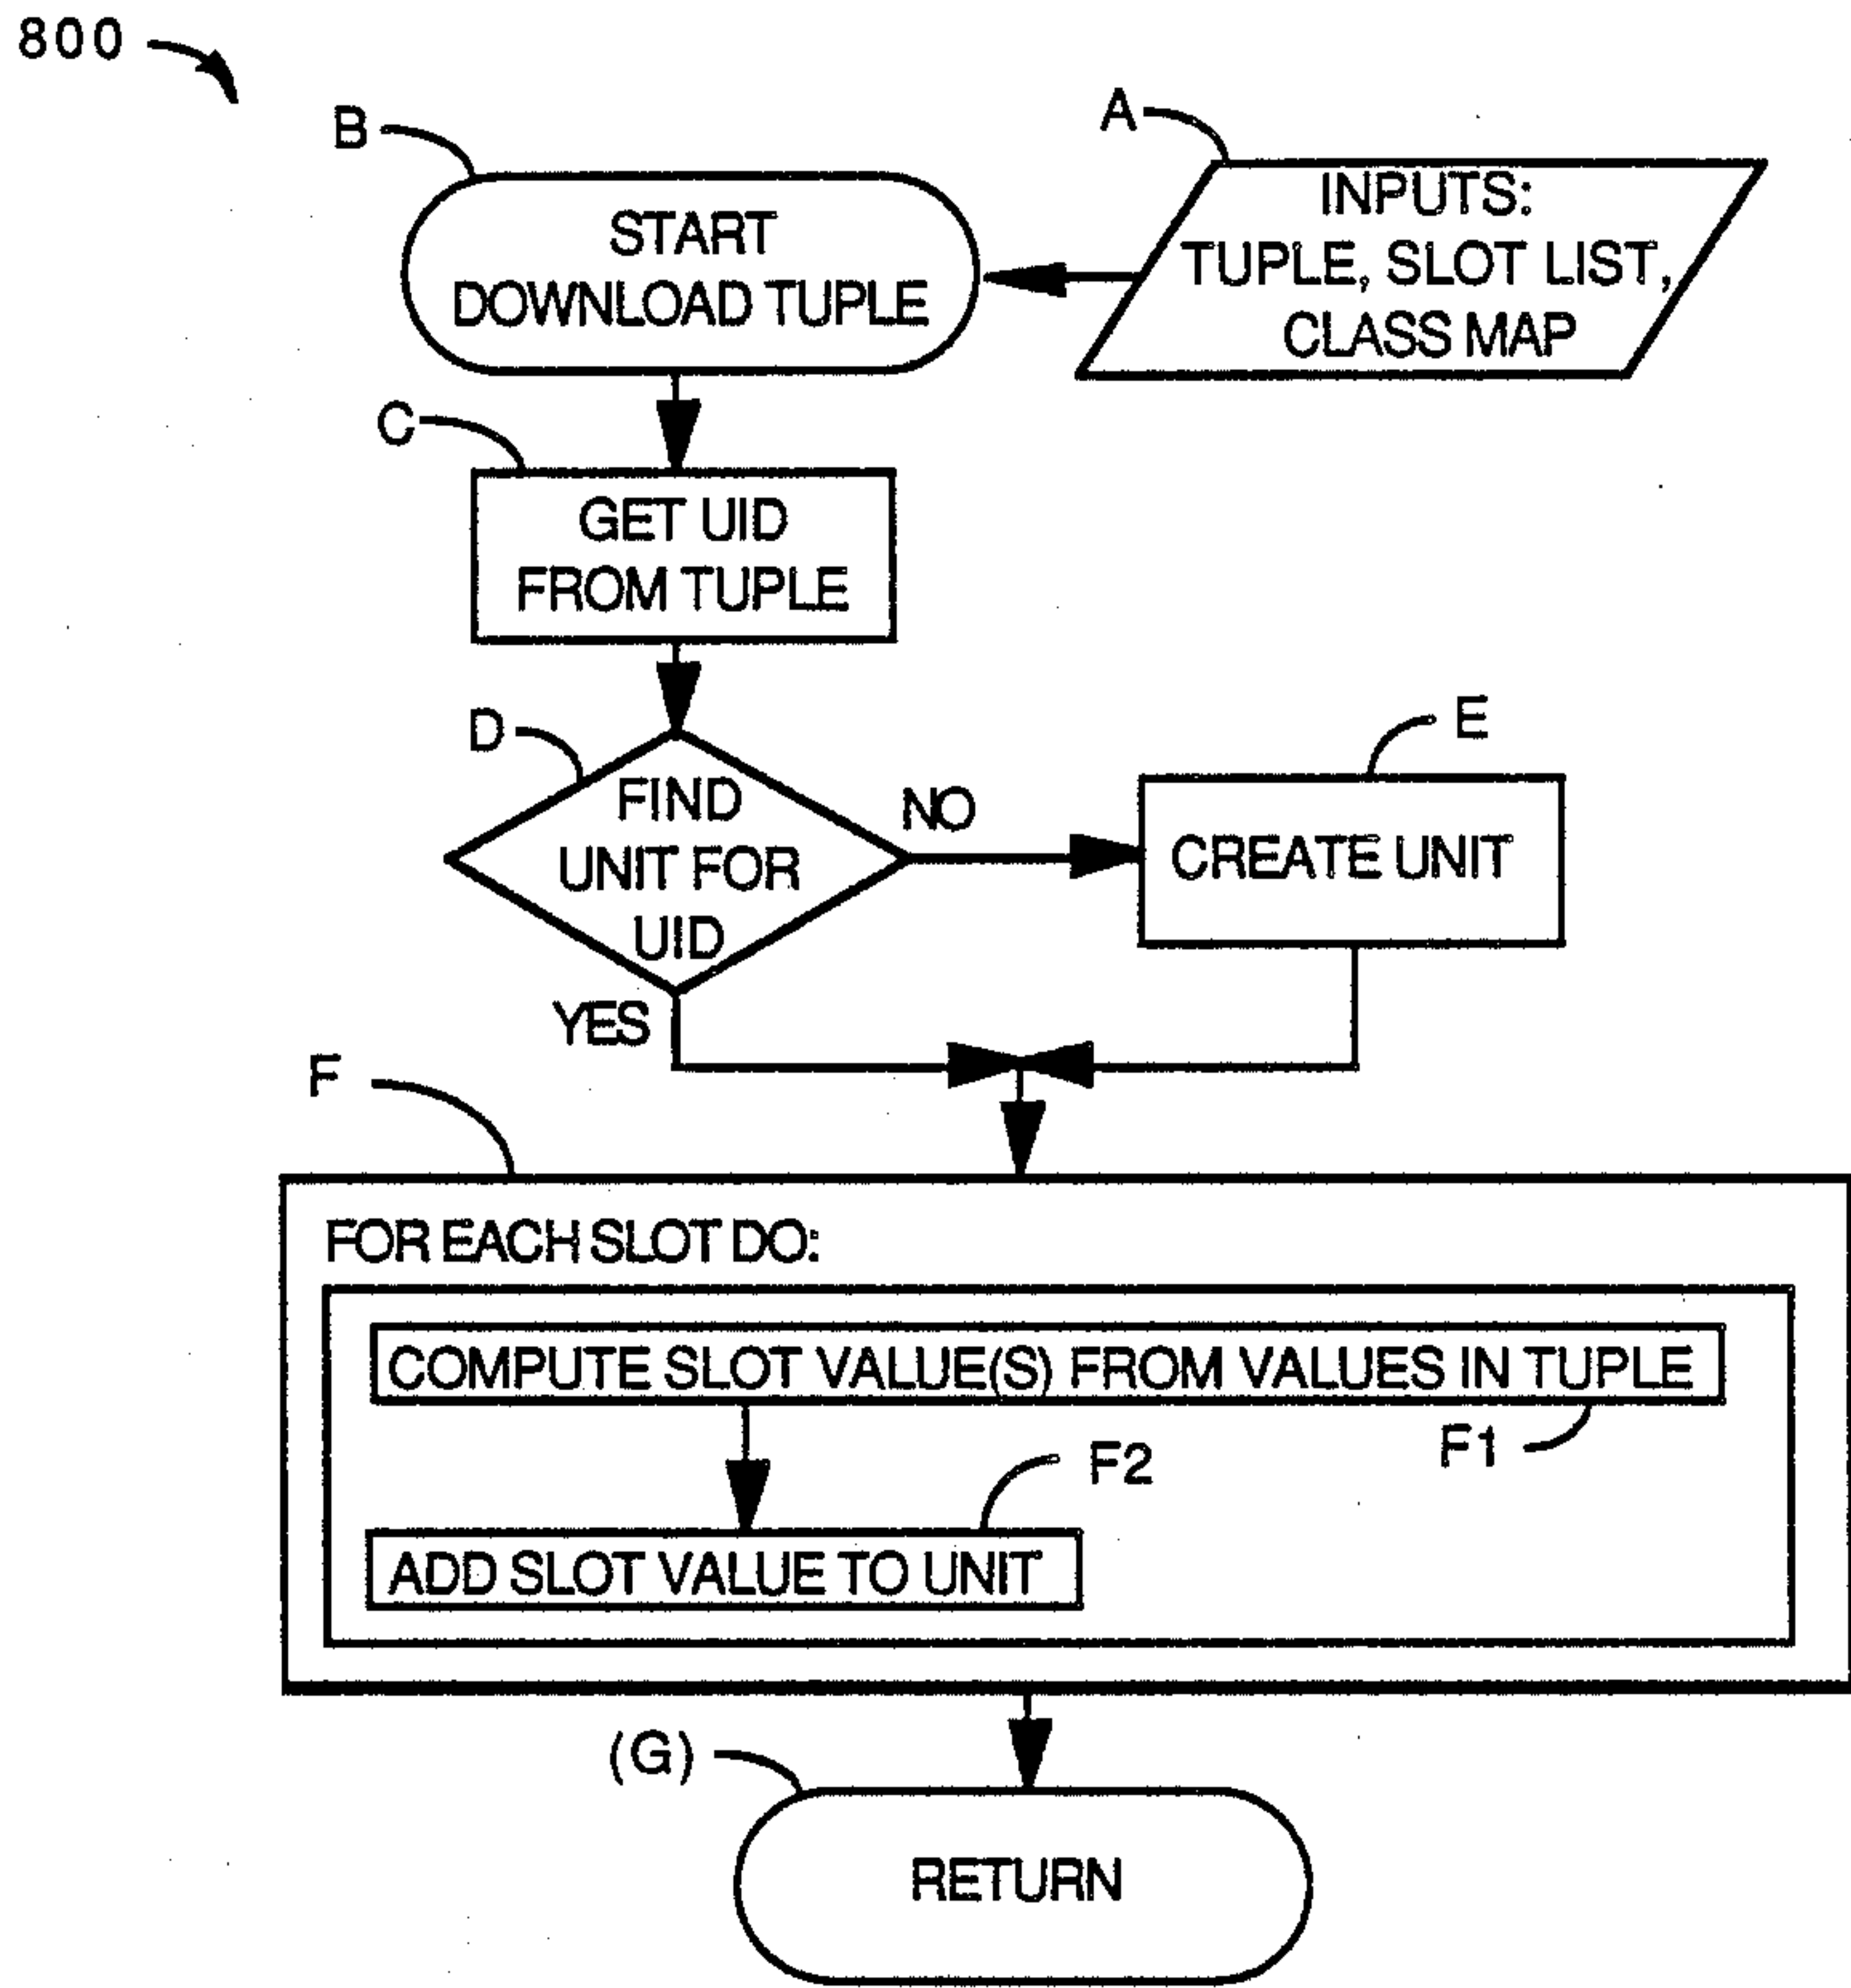 800
B
A
START
DOWNLOAD TUPLE
INPUTS:
TUPLE, SLOT LIST,
CLASS MAP
C
GET UID
FROM TUPLE
D
FIND
UNIT FOR
UID
NO
E
CREATE UNIT
YES
F
FOR EACH SLOT DO:
COMPUTE SLOT VALUE(S) FROM VALUES IN TUPLE
F1
F2
ADD SLOT VALUE TO UNIT
(G)
RETURN